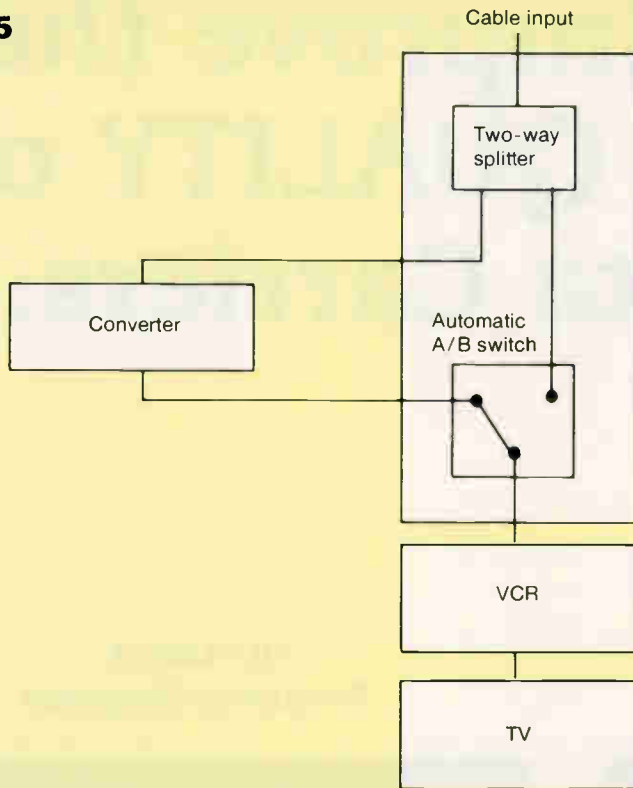 5
Cable input
Two-way
splitter
Converter
Automatic
A/B switch
VCR
TV